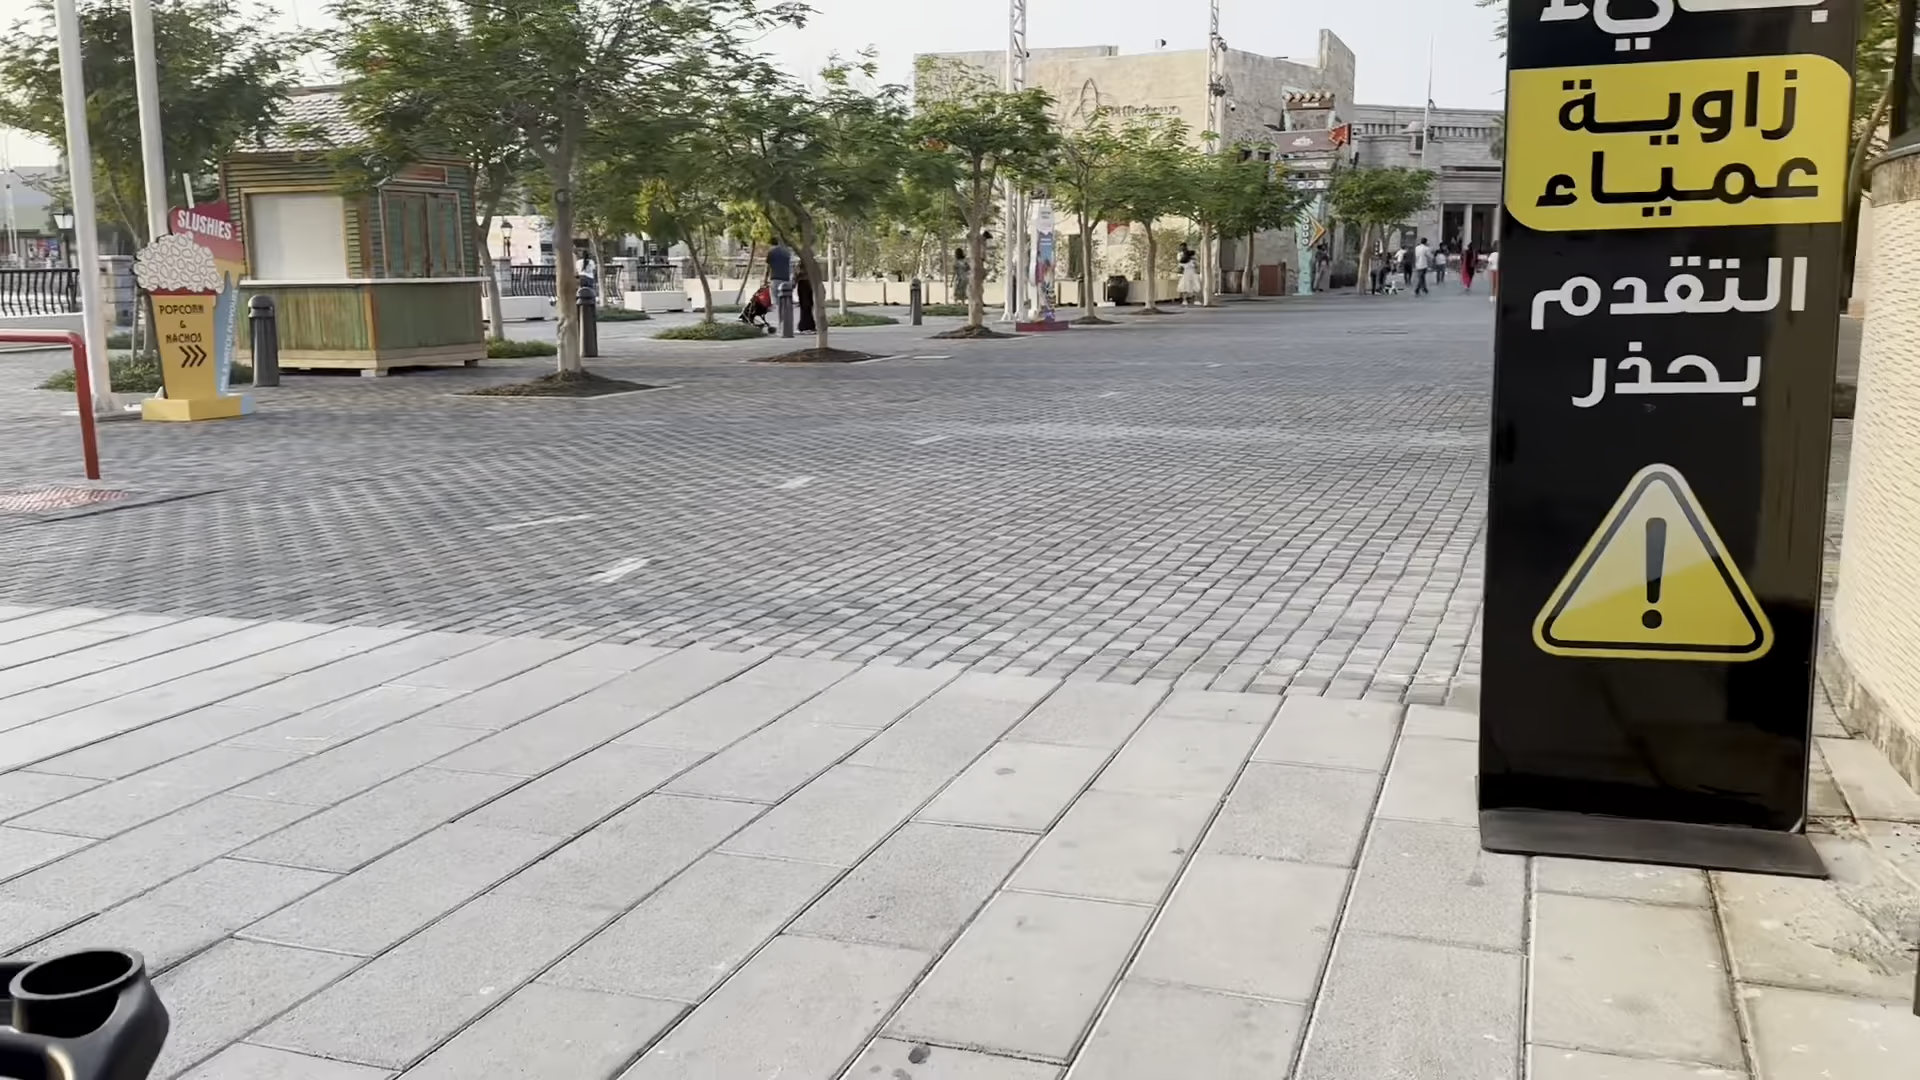 زاوية
عمياء
التقدم
بحذر
SLUSHIES
POPCORN
&
NACHOS